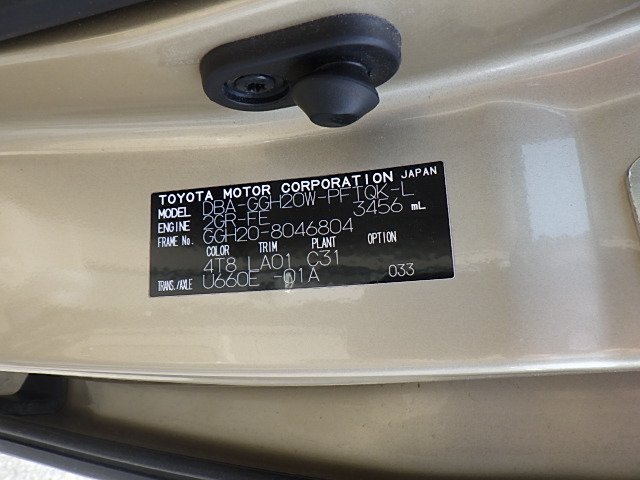 TOYOTA MOTOR CORPORATION JAPAN
MODEL DBA-GGH20W-PFTQK-L
ENGINE 2GR-FE 3456 mL
FRAME No. GGH20-8046804
COLOR TRIM PLANT OPTION
4T8 LA01 C31
TRANS./AXLE U660E -01A 033